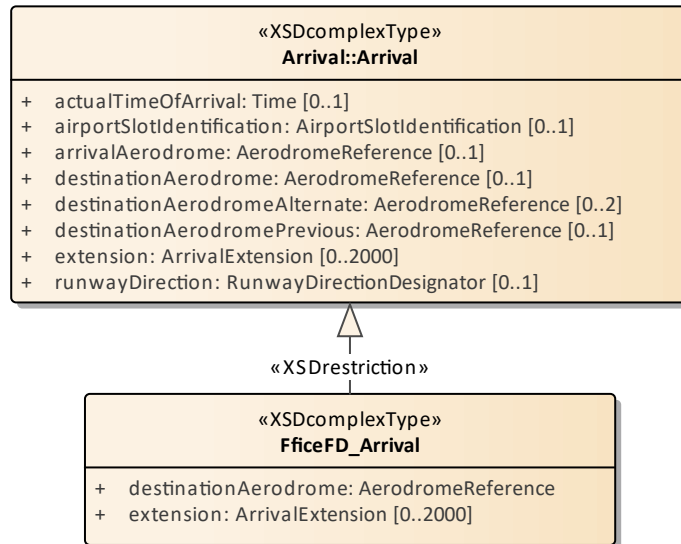 «XSDcomplexType»
Arrival::Arrival
+ actualTimeOfArrival: Time [0..1]
+ airportSlotIdentification: AirportSlotIdentification [0..1]
+ arrivalAerodrome: AerodromeReference [0..1]
+ destinationAerodrome: AerodromeReference [0..1]
+ destinationAerodromeAlternate: AerodromeReference [0..2]
+ destinationAerodromePrevious: AerodromeReference [0..1]
+ extension: ArrivalExtension [0..2000]
+ runwayDirection: RunwayDirectionDesignator [0..1]
«XSDrestriction»
«XSDcomplexType»
FficeFD_Arrival
+ destinationAerodrome: AerodromeReference
+ extension: ArrivalExtension [0..2000]